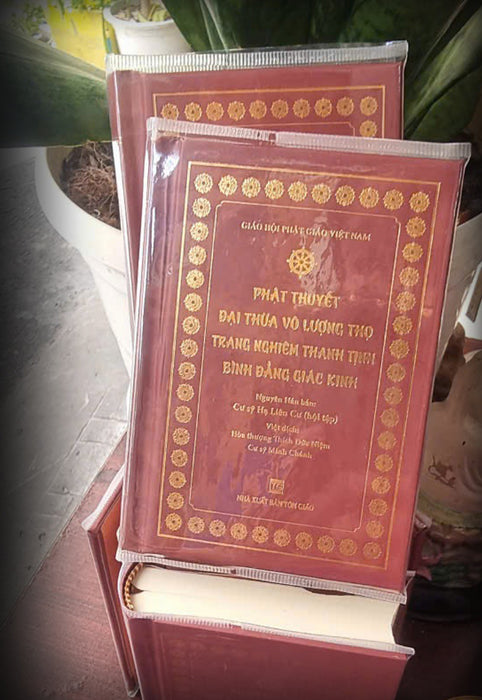 GIÁO HỘI PHẬT GIÁO VIỆT NAM
PHẬT THUYẾT
ĐẠI THỪA VÔ LƯỢNG THỌ
TRANG NGHIÊM THANH TỊNH
BÌNH ĐẲNG GIÁC KINH
Nguyên Hán bản:
Cư sỹ Hạ Liên Cư (hội tập)
Việt dịch:
Hòa thượng Thích Đức Niệm
Cư sỹ Minh Chánh
NHÀ XUẤT BẢN TÔN GIÁO